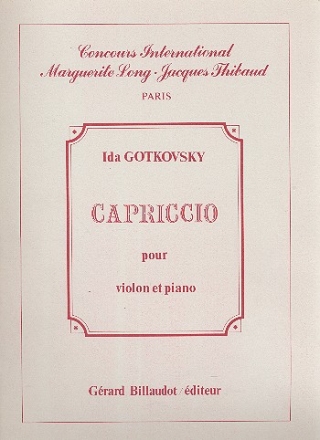 Concours International
Marguerite Long - Jacques Thibaud
PARIS
Ida GOTKOVSKY
CAPRICCIO
pour
violon et piano
Gérard Billaudot / éditeur